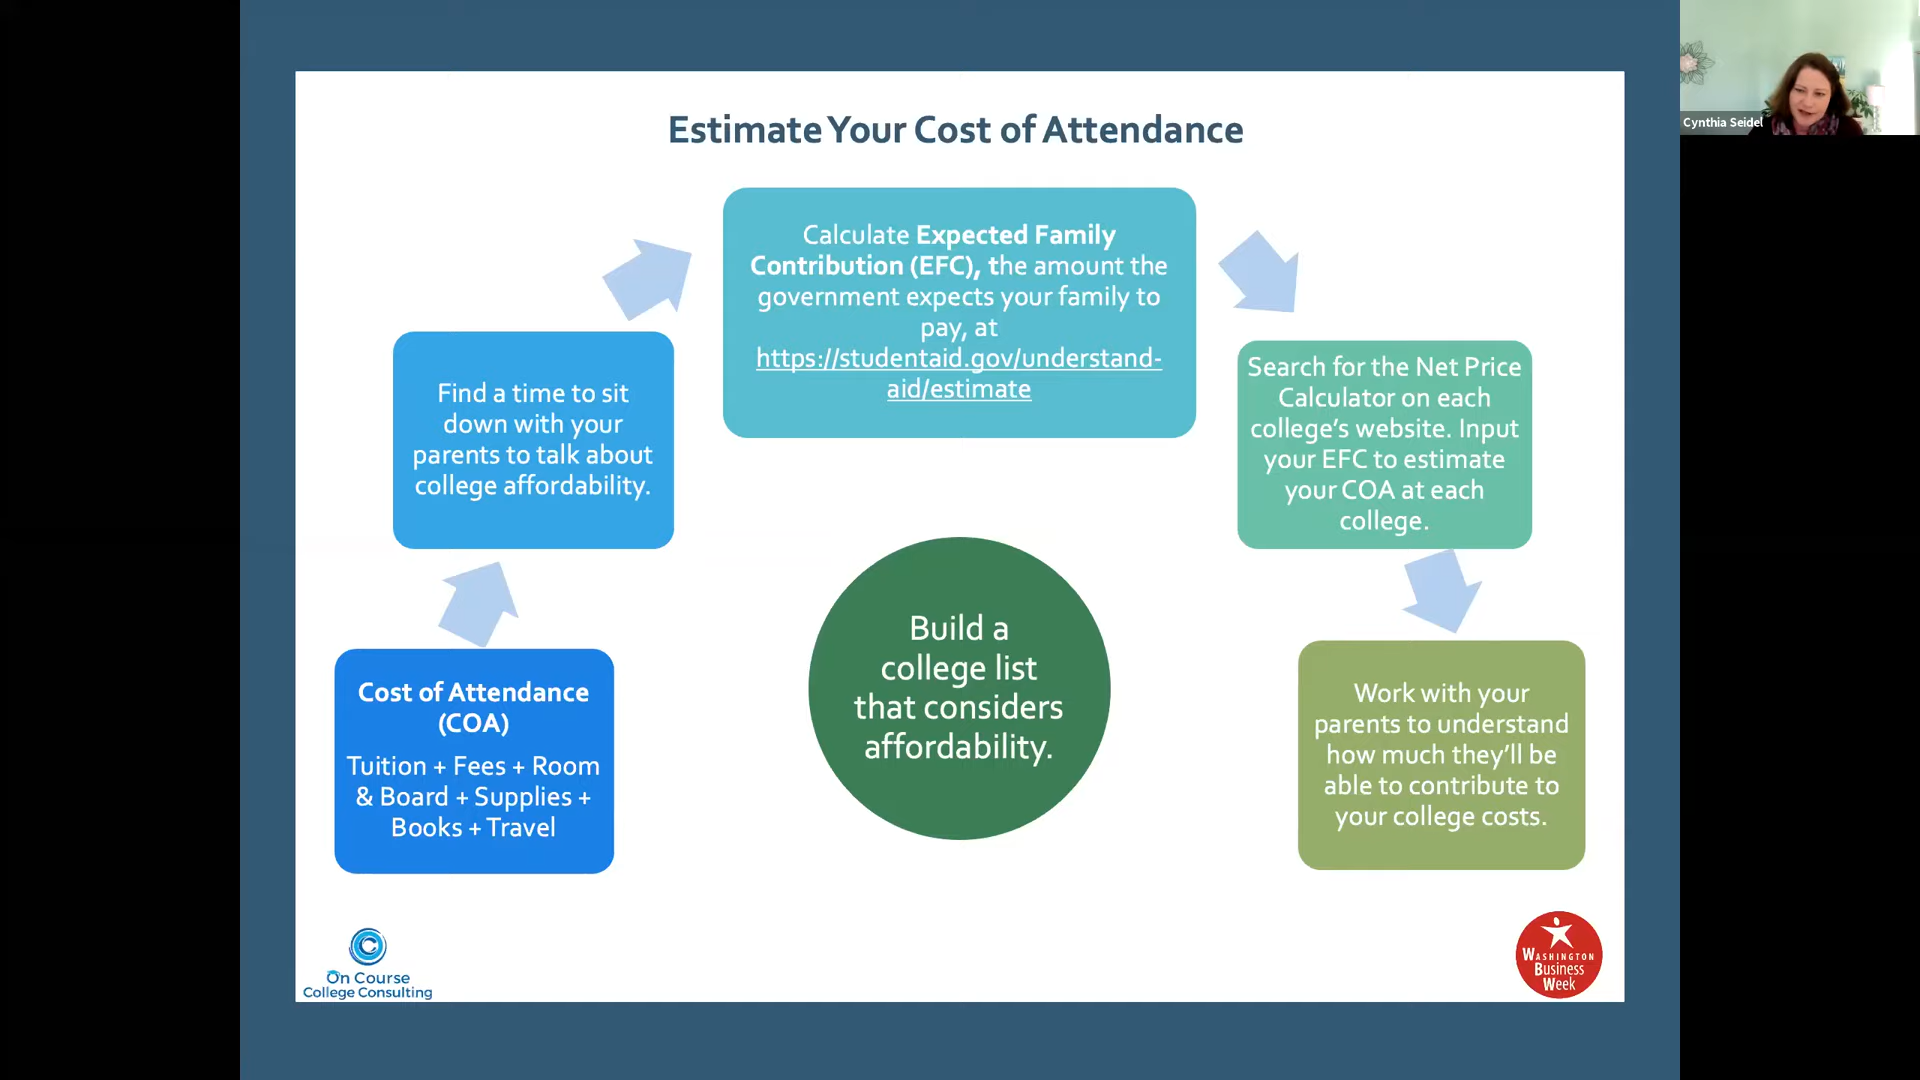 Estimate Your Cost of Attendance
Cynthia Seidel
Calculate Expected Family
Contribution (EFC), the amount the
government expects your family to
pay, at
https://studentaid.gov/understand-
aid/estimate
Find a time to sit
down with your
parents to talk about
college affordability.
Search for the Net Price
Calculator on each
college's website. Input
your EFC to estimate
your COA at each
college.
Cost of Attendance
(COA)
Tuition + Fees + Room
& Board + Supplies +
Books + Travel
Build a
college list
that considers
affordability.
Work with your
parents to understand
how much they'll be
able to contribute to
your college costs.
On Course
College Consulting
WASHINGTON
Business
Week